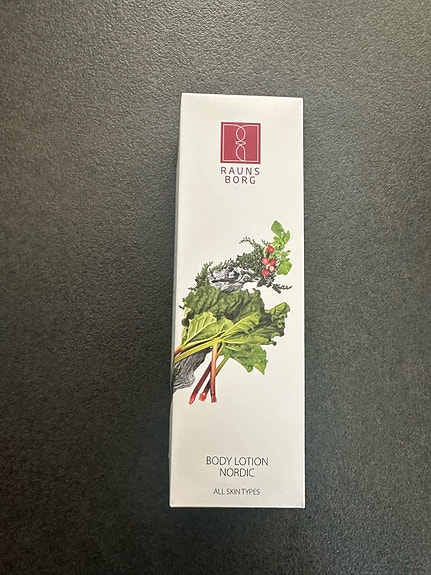 RAUNS
BORG
BODY LOTION
NORDIC
ALL SKIN TYPES